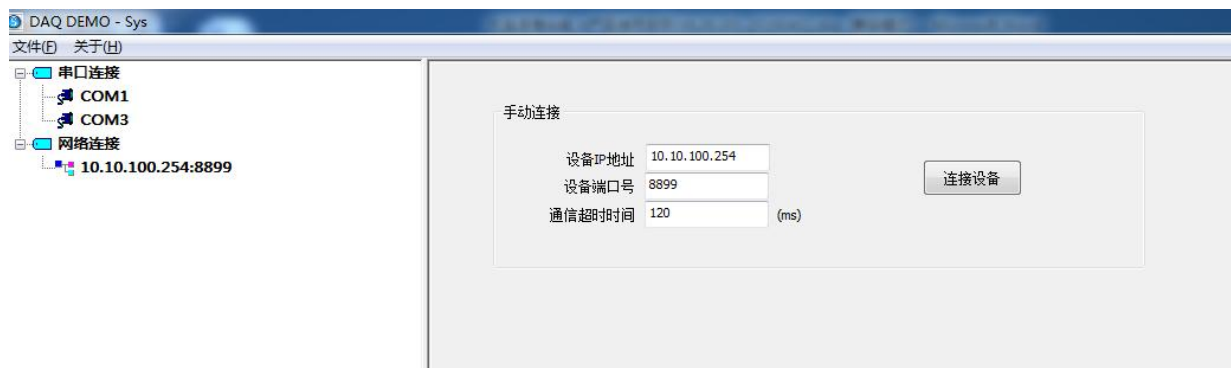 DAQ DEMO - Sys
文件(F) 关于(H)
串口连接
COM1
COM3
网络连接
10.10.100.254:8899
手动连接
设备IP地址 10.10.100.254
设备端口号 8899
通信超时时间 120 (ms)
连接设备